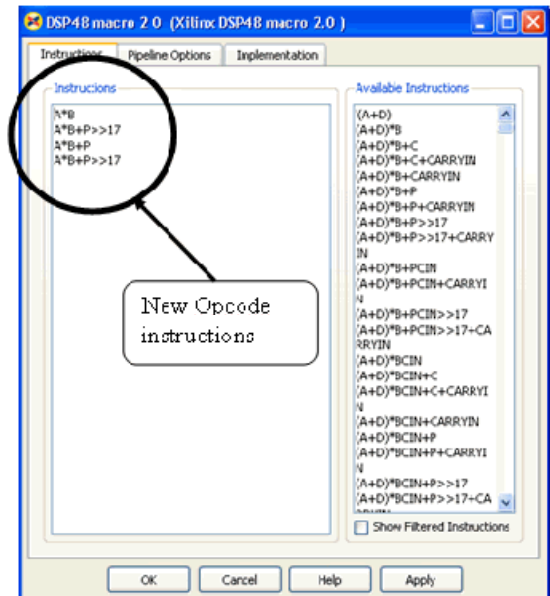 DSP48 macro 2 0 (Xilinx DSP48 macro 2.0 )
Instructions Pipeline Options Implementation
Instructions
A*B
A*B+P>>17
A*B+P
A*B+P>>17
New Opcode
instructions
Available Instructions
(A+D)
(A+D)*B
(A+D)*B+C
(A+D)*B+C+CARRYIN
(A+D)*B+CARRYIN
(A+D)*B+P
(A+D)*B+P+CARRYIN
(A+D)*B+P>>17
(A+D)*B+P>>17+CARRY
IN
(A+D)*B+PCIN
(A+D)*B+PCIN+CARRYI
N
(A+D)*B+PCIN>>17
(A+D)*B+PCIN>>17+CA
RRYIN
(A+D)*BCIN
(A+D)*BCIN+C
(A+D)*BCIN+C+CARRYI
N
(A+D)*BCIN+CARRYIN
(A+D)*BCIN+P
(A+D)*BCIN+P+CARRYI
N
(A+D)*BCIN+P>>17
(A+D)*BCIN+P>>17+CA
Show Filtered Instructions
OK Cancel Help Apply